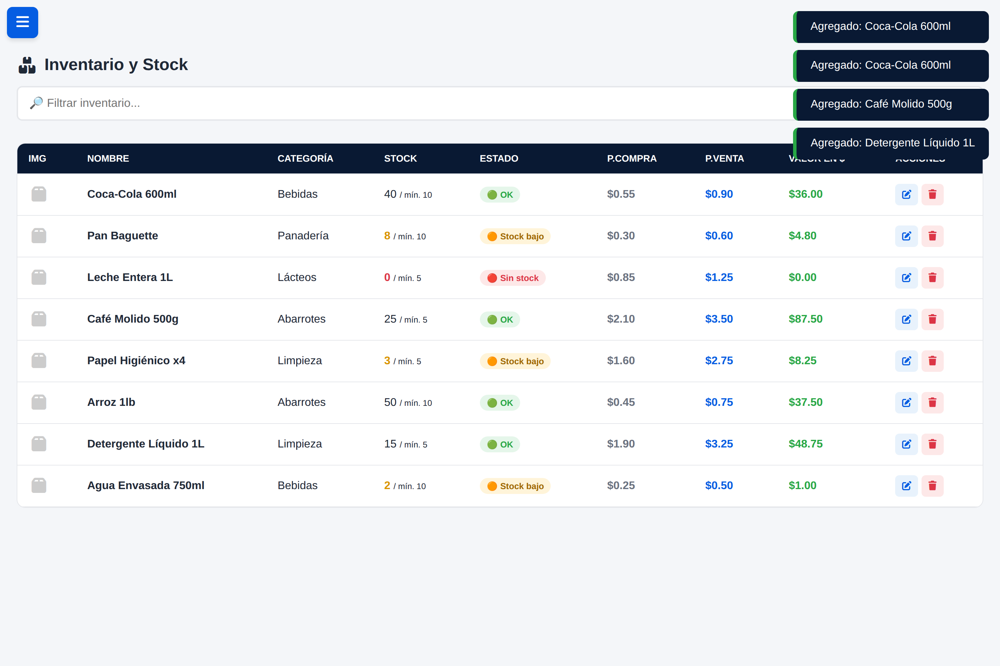 Agregado: Coca-Cola 600ml
Agregado: Coca-Cola 600ml
Inventario y Stock
Agregado: Café Molido 500g
Filtrar inventario...
Agregado: Detergente Líquido 1L
IMG NOMBRE CATEGORÍA STOCK ESTADO P.COMPRA P.VENTA VALOR EN $ ACCIONES
Coca-Cola 600ml Bebidas 40 / mín. 10 OK $0.55 $0.90 $36.00
Pan Baguette Panadería 8 / mín. 10 Stock bajo $0.30 $0.60 $4.80
Leche Entera 1L Lácteos 0 / mín. 5 Sin stock $0.85 $1.25 $0.00
Café Molido 500g Abarrotes 25 / mín. 5 OK $2.10 $3.50 $87.50
Papel Higiénico x4 Limpieza 3 / mín. 5 Stock bajo $1.60 $2.75 $8.25
Arroz 1lb Abarrotes 50 / mín. 10 OK $0.45 $0.75 $37.50
Detergente Líquido 1L Limpieza 15 / mín. 5 OK $1.90 $3.25 $48.75
Agua Envasada 750ml Bebidas 2 / mín. 10 Stock bajo $0.25 $0.50 $1.00